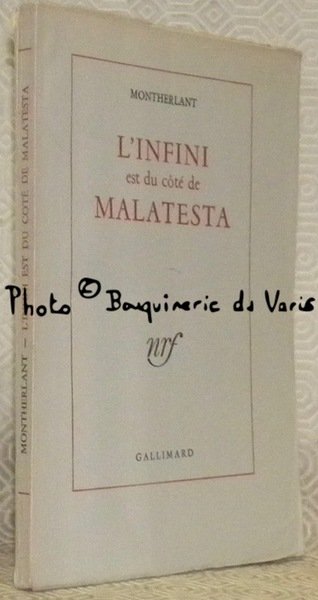 MONTHERLANT
L'INFINI
est du côté de
MALATESTA
nrf
GALLIMARD
MONTHERLANT - L'INFINI EST DU COTÉ DE MALATESTA
Photo © Bouquinerie du Varis